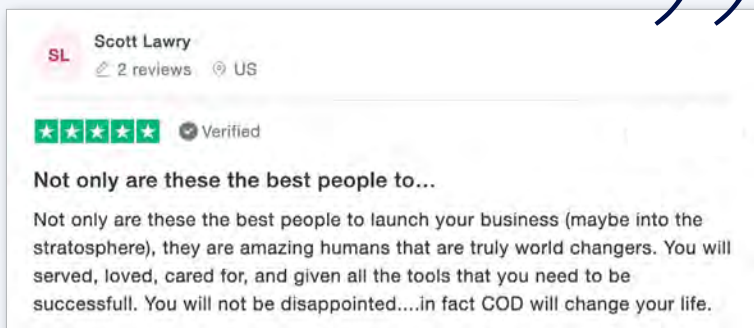 SL
Scott Lawry
2 reviews US
Verified
Not only are these the best people to...
Not only are these the best people to launch your business (maybe into the
stratosphere), they are amazing humans that are truly world changers. You will
served, loved, cared for, and given all the tools that you need to be
successfull. You will not be disappointed....in fact COD will change your life.